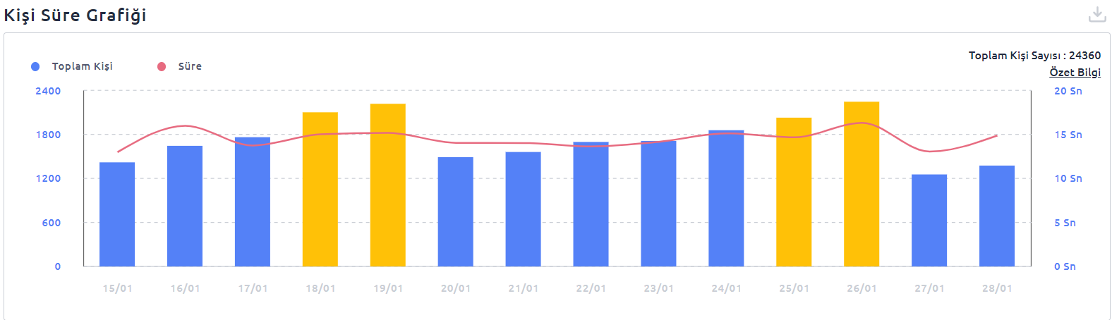 Kişi Süre Grafiği
Toplam Kişi Sayısı : 24360
Toplam Kişi Süre
Özet Bilgi
2400 20 Sn
1800 15 Sn
1200 10 Sn
600 5 Sn
0 0 Sn
15/01 16/01 17/01 18/01 19/01 20/01 21/01 22/01 23/01 24/01 25/01 26/01 27/01 28/01